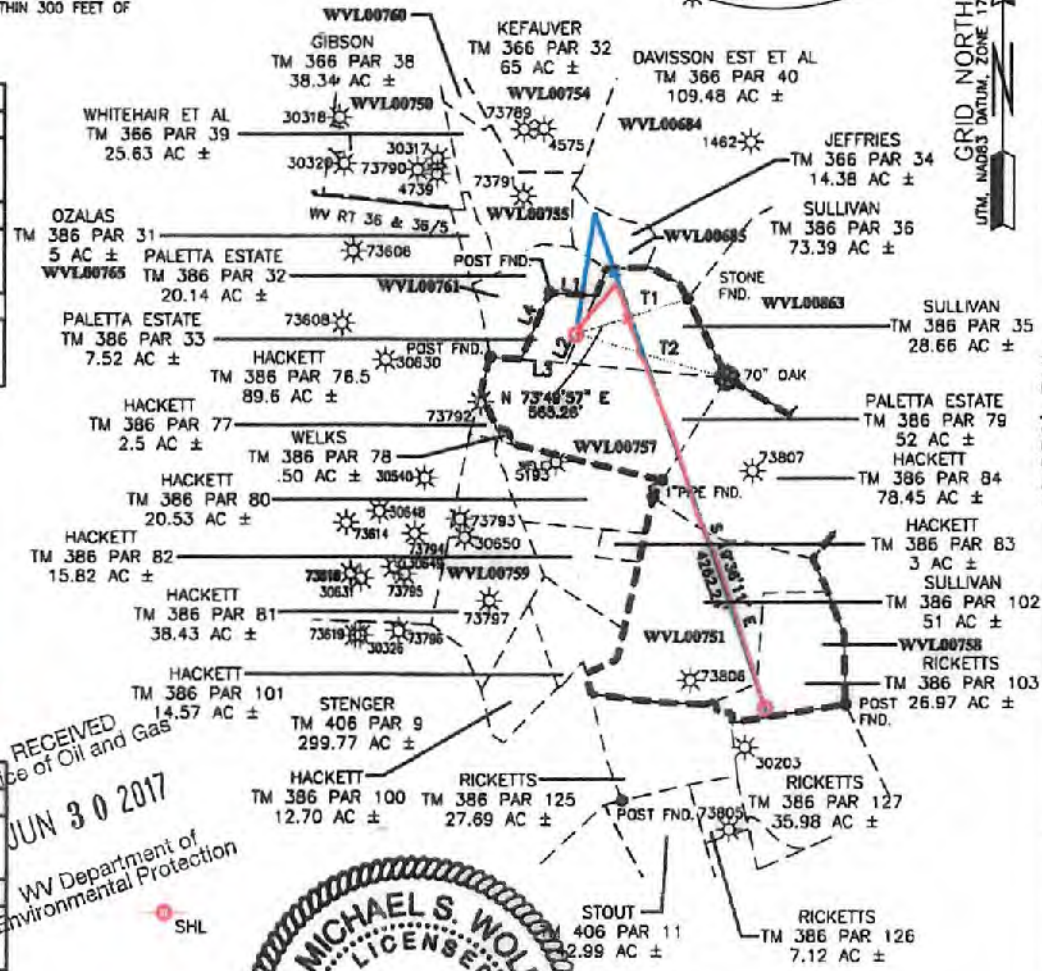 THIN 300 FEET OF
WVL00760
KEFAUVER
TM 366 PAR 32
65 AC ±
GIBSON
TM 366 PAR 38
38.34 AC ±
DAVISSON EST ET AL
TM 366 PAR 40
109.48 AC ±
GRID NORTH
UTM, NAD83 DATUM, ZONE 17
WHITEHAIR ET AL
TM 366 PAR 39
25.63 AC ±
30318
WVL00750
73789
WVL00754
4575
WVL00684
1462
JEFFRIES
TM 366 PAR 34
14.38 AC ±
30320
30317
73790
4739
73791
WVL00755
WV RT 36 & 36/5
OZALAS
TM 386 PAR 31
5 AC ±
WVL00765
73606
SULLIVAN
TM 386 PAR 36
73.39 AC ±
WVL00685
PALETTA ESTATE
TM 386 PAR 32
20.14 AC ±
POST FND.
WVL00761
L1
L4
L2
L3
T1
T2
STONE
FND.
WVL00863
SULLIVAN
TM 386 PAR 35
28.66 AC ±
PALETTA ESTATE
TM 386 PAR 33
7.52 AC ±
73608
30630
POST FND.
70" OAK
HACKETT
TM 386 PAR 76.5
89.6 AC ±
N 73°49'57" E
565.26'
73792
HACKETT
TM 386 PAR 77
2.5 AC ±
PALETTA ESTATE
TM 386 PAR 79
52 AC ±
WELKS
TM 386 PAR 78
.50 AC ±
30540
5193
WVL00757
73807
HACKETT
TM 386 PAR 84
78.45 AC ±
HACKETT
TM 386 PAR 80
20.53 AC ±
1" PIPE FND.
30648
73614
73793
73794
30650
30649
HACKETT
TM 386 PAR 83
3 AC ±
HACKETT
TM 386 PAR 82
15.82 AC ±
30631
73795
WVL00759
SULLIVAN
TM 386 PAR 102
51 AC ±
HACKETT
TM 386 PAR 81
38.43 AC ±
73797
73619
30326
73796
WVL00751
WVL00758
73806
RICKETTS
TM 386 PAR 103
26.97 AC ±
POST
FND.
HACKETT
TM 386 PAR 101
14.57 AC ±
STENGER
TM 406 PAR 9
299.77 AC ±
30203
HACKETT
TM 386 PAR 100
12.70 AC ±
RICKETTS
TM 386 PAR 125
27.69 AC ±
POST FND.
73805
RICKETTS
TM 386 PAR 127
35.98 AC ±
RECEIVED
ice of Oil and Gas
JUN 30 2017
WV Department of
Environmental Protection
SHL
MICHAEL S.
LICENSED
STOUT
TM 406 PAR 11
42.99 AC ±
RICKETTS
TM 386 PAR 126
7.12 AC ±